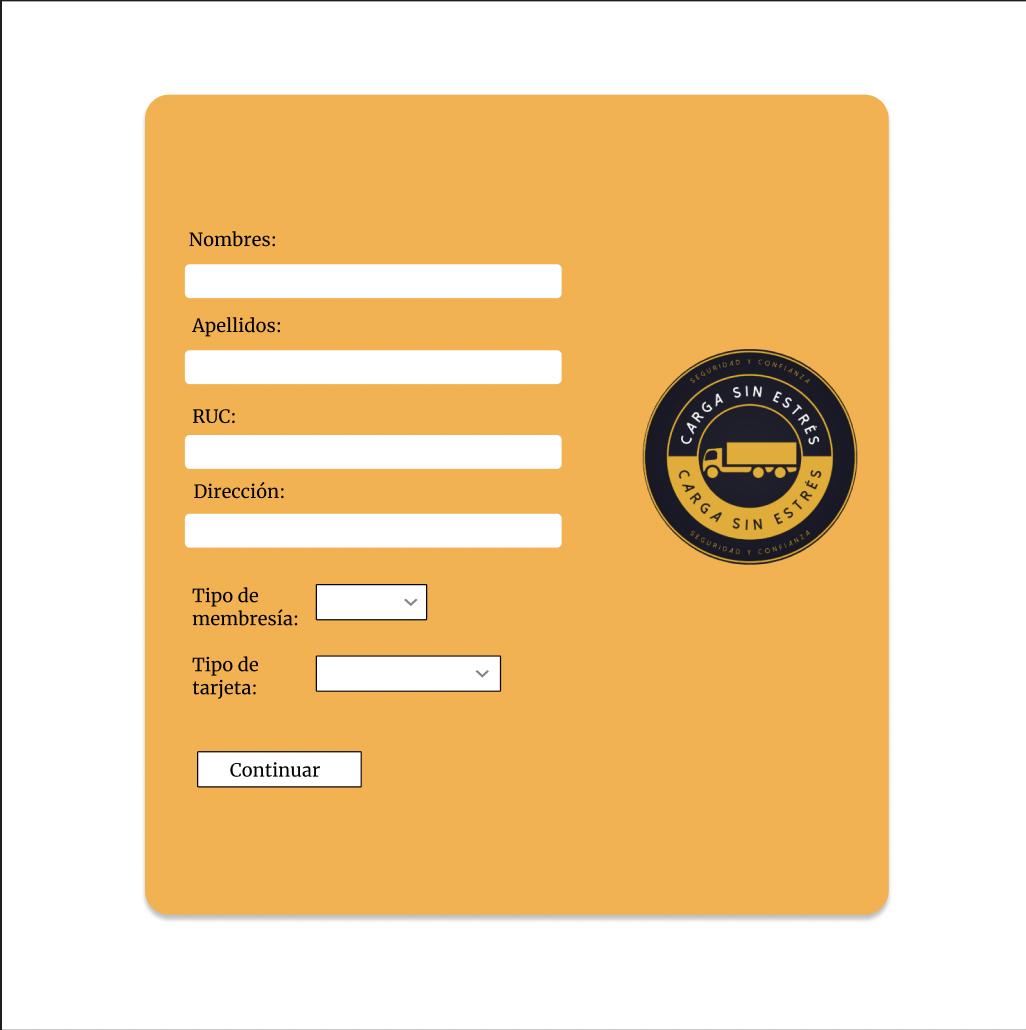 Nombres:
Apellidos:
RUC:
Dirección:
Tipo de
membresía:
Tipo de
tarjeta:
Continuar
SEGURIDAD Y CONFIANZA
CARGA SIN ESTRÉS
CARGA SIN ESTRÉS
SEGURIDAD Y CONFIANZA